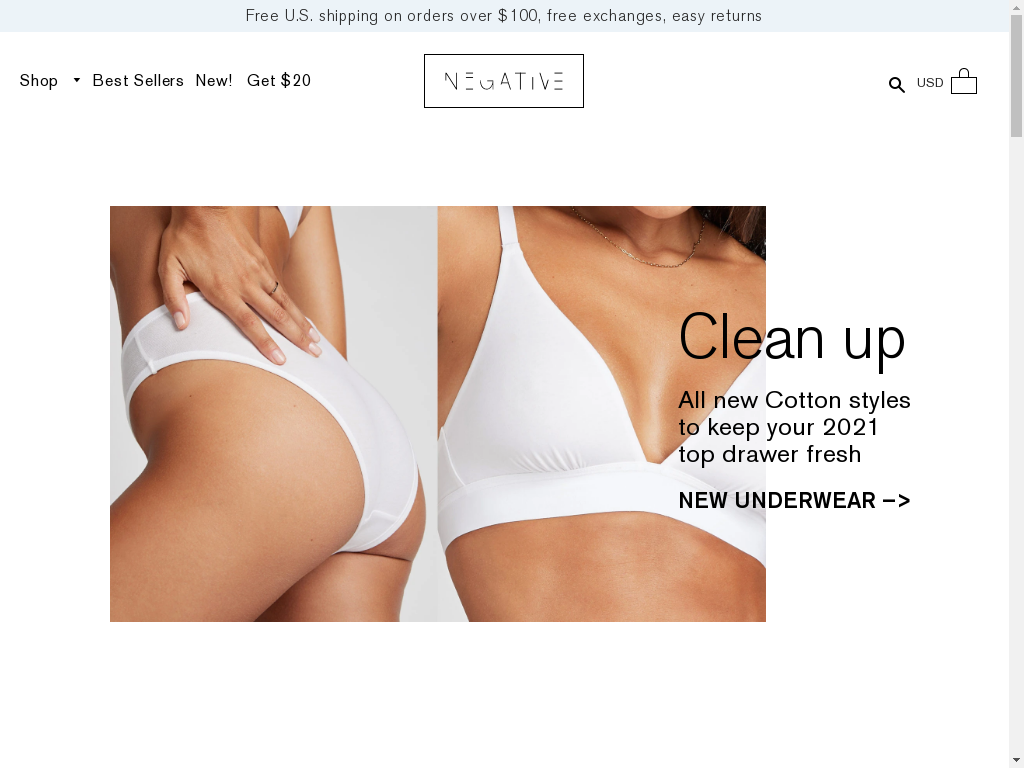 Free U.S. shipping on orders over $100, free exchanges, easy returns
Shop Best Sellers New! Get $20
NEGATIVE
USD
Clean up
All new Cotton styles
to keep your 2021
top drawer fresh
NEW UNDERWEAR —>